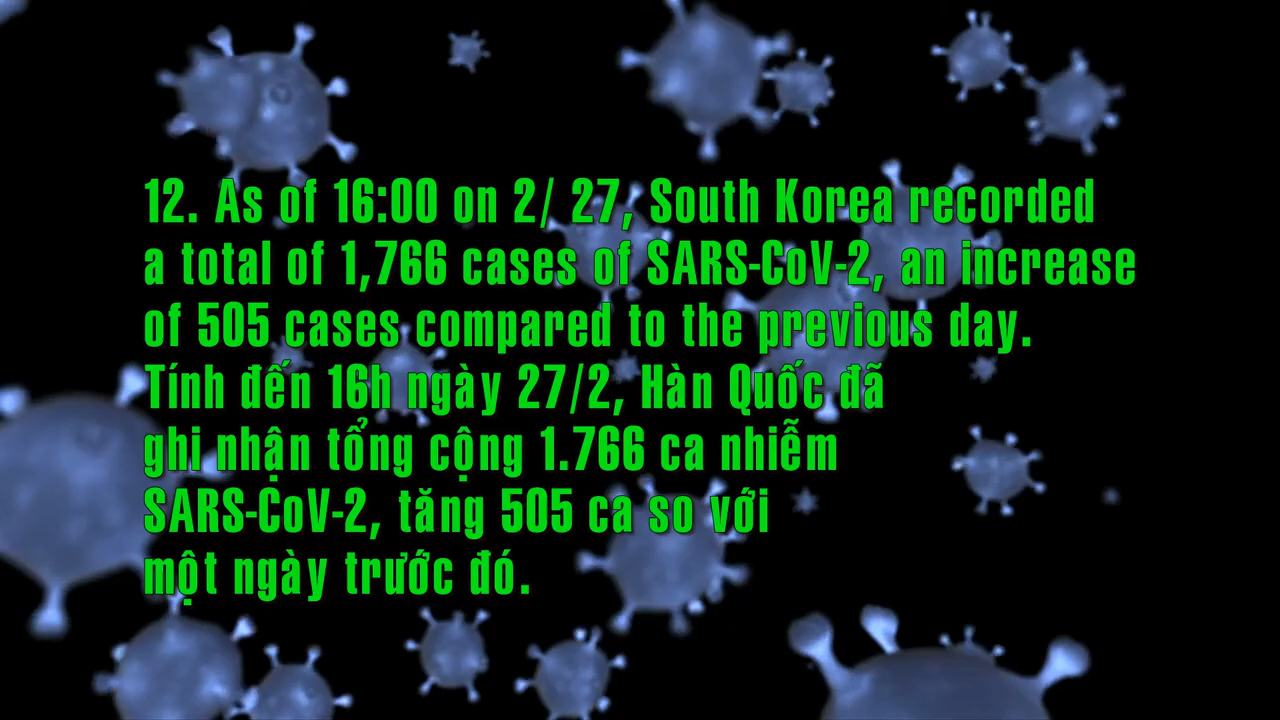 12. As of 16:00 on 2/ 27, South Korea recorded
a total of 1,766 cases of SARS-CoV-2, an increase
of 505 cases compared to the previous day.
Tính đến 16h ngày 27/2, Hàn Quốc đã
ghi nhận tổng cộng 1.766 ca nhiễm
SARS-CoV-2, tăng 505 ca so với
một ngày trước đó.